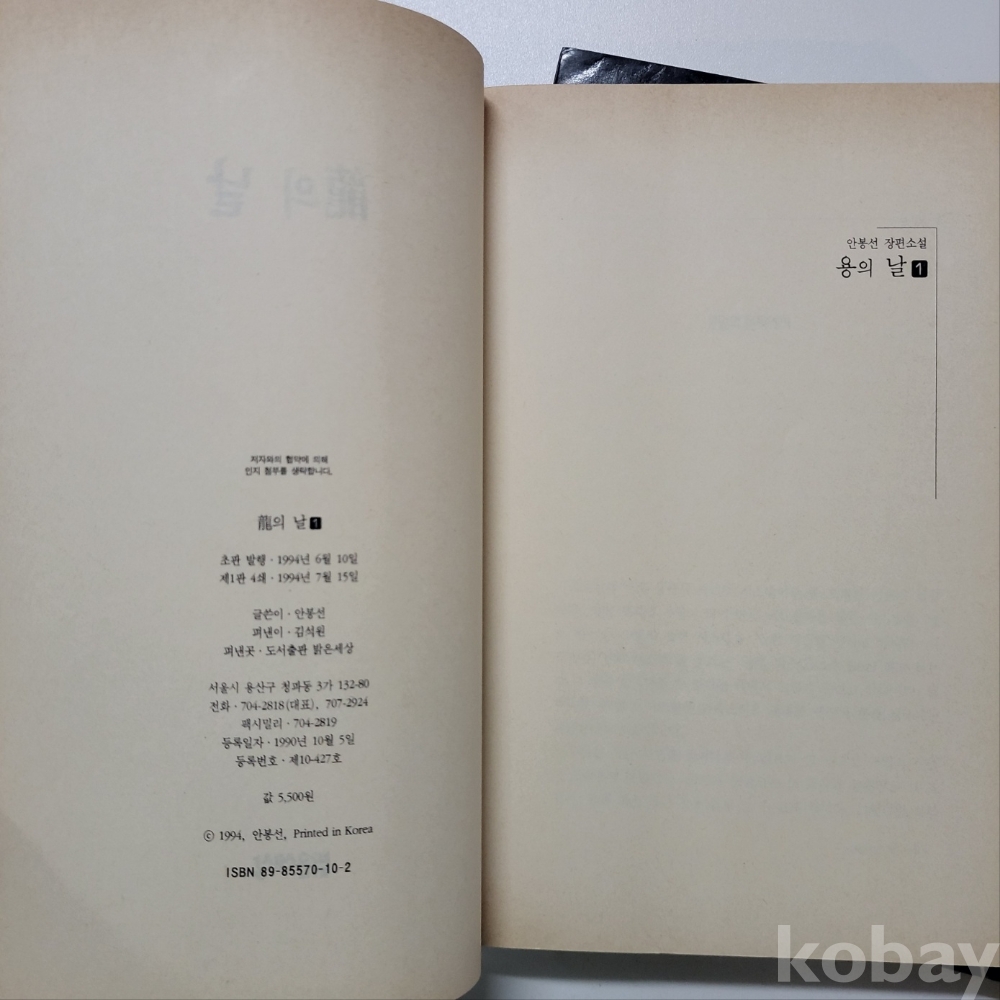 龍의 날
저자와의 협약에 의해
인지 첨부를 생략합니다.
龍의 날 1
초판 발행 · 1994년 6월 10일
제1판 4쇄 · 1994년 7월 15일
글쓴이 · 안봉선
펴낸이 · 김석원
펴낸곳 · 도서출판 밝은세상
서울시 용산구 청파동 3가 132-80
전화 · 704-2818(대표), 707-2924
팩시밀리 · 704-2819
등록일자 · 1990년 10월 5일
등록번호 · 제10-427호
값 5,500원
ⓒ 1994, 안봉선, Printed in Korea
ISBN 89-85570-10-2
안봉선 장편소설
용의 날 1
kobay